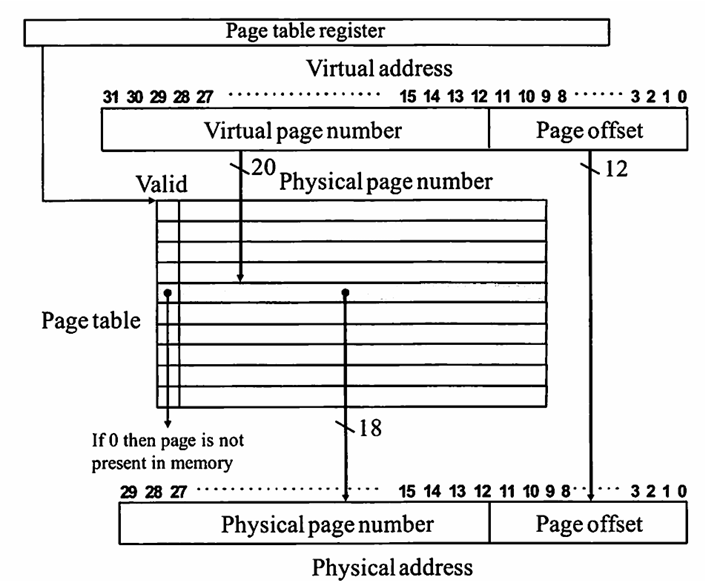 Page table register
Virtual address
31 30 29 28 27 ·················· 15 14 13 12 11 10 9 8 ······ 3 2 1 0
Virtual page number Page offset
20 12
Valid Physical page number
Page table
18
If 0 then page is not
present in memory
29 28 27 ·················· 15 14 13 12 11 10 9 8 ······ 3 2 1 0
Physical page number Page offset
Physical address